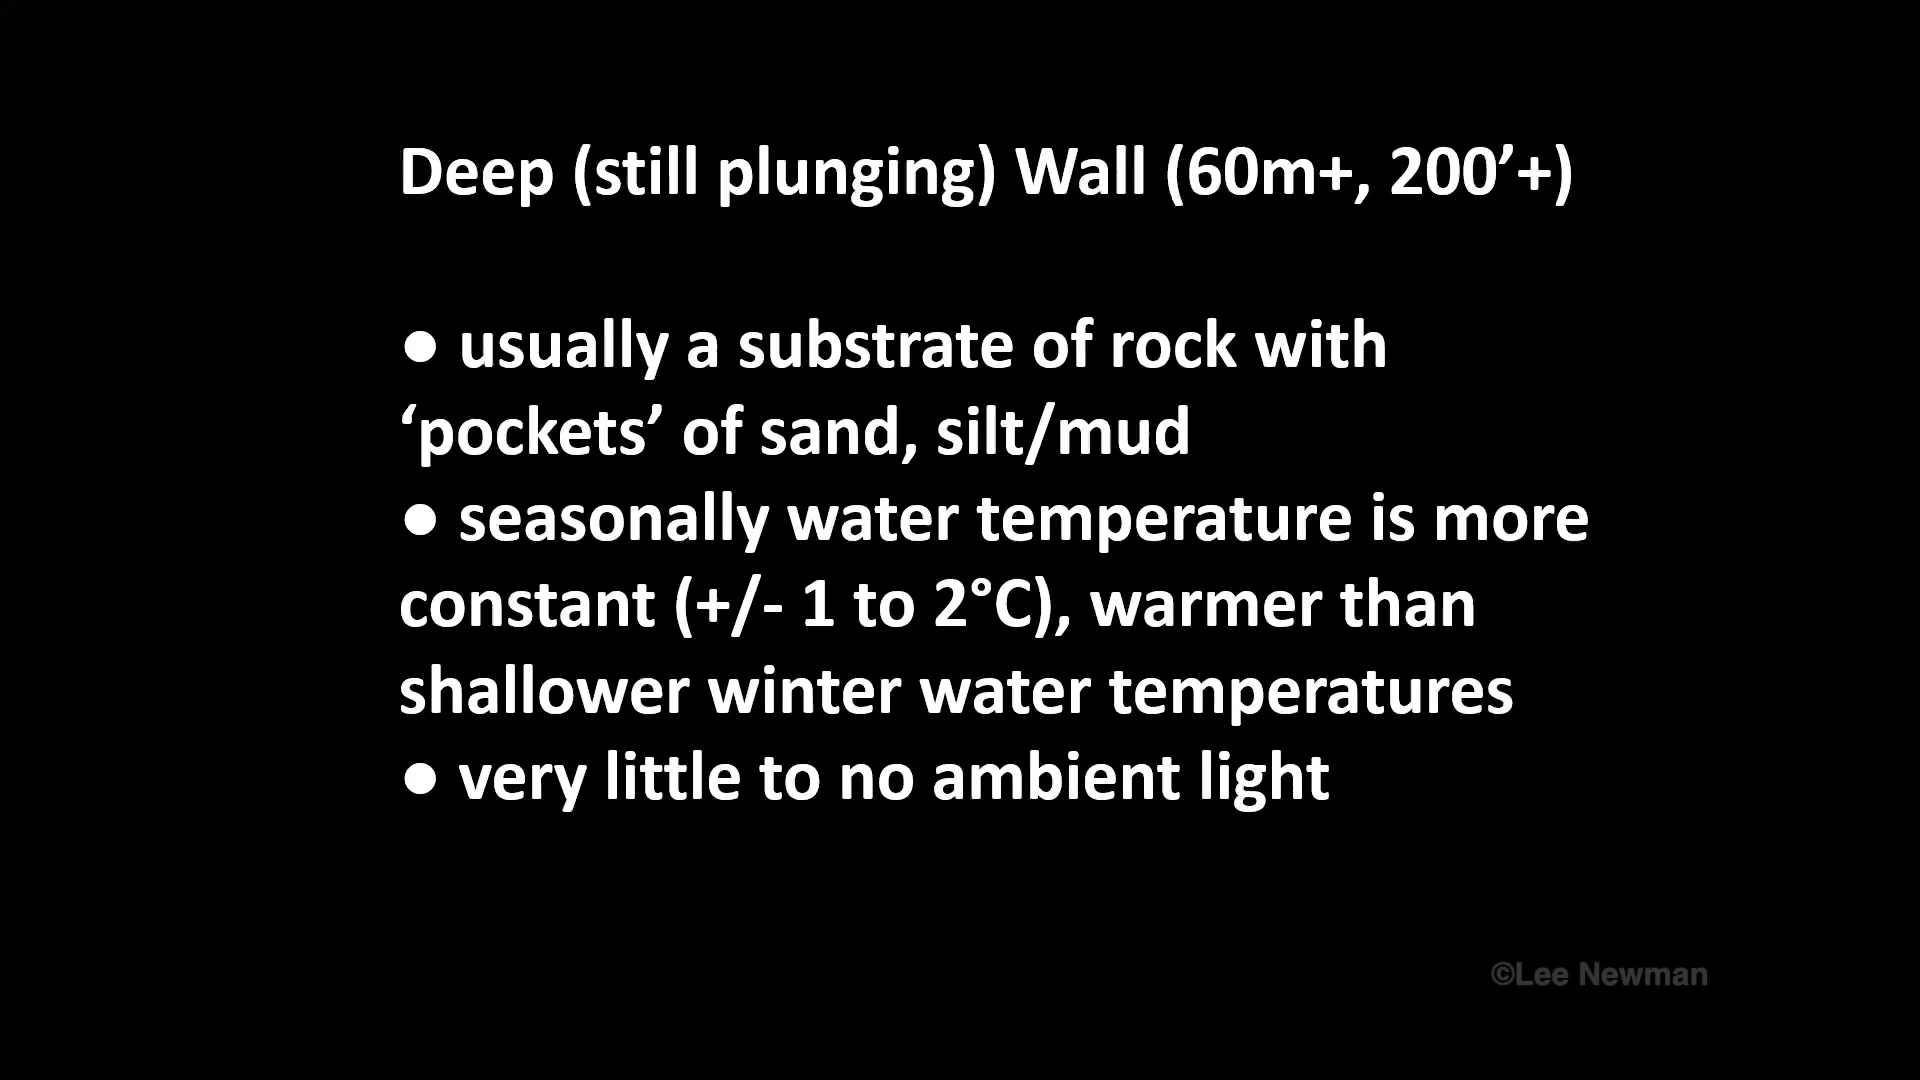 Deep (still plunging) Wall (60m+, 200’+)
● usually a substrate of rock with
‘pockets’ of sand, silt/mud
● seasonally water temperature is more
constant (+/- 1 to 2°C), warmer than
shallower winter water temperatures
● very little to no ambient light
©Lee Newman